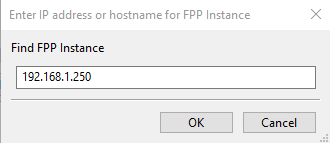 Enter IP address or hostname for FPP Instance
Find FPP Instance
192.168.1.250
OK
Cancel